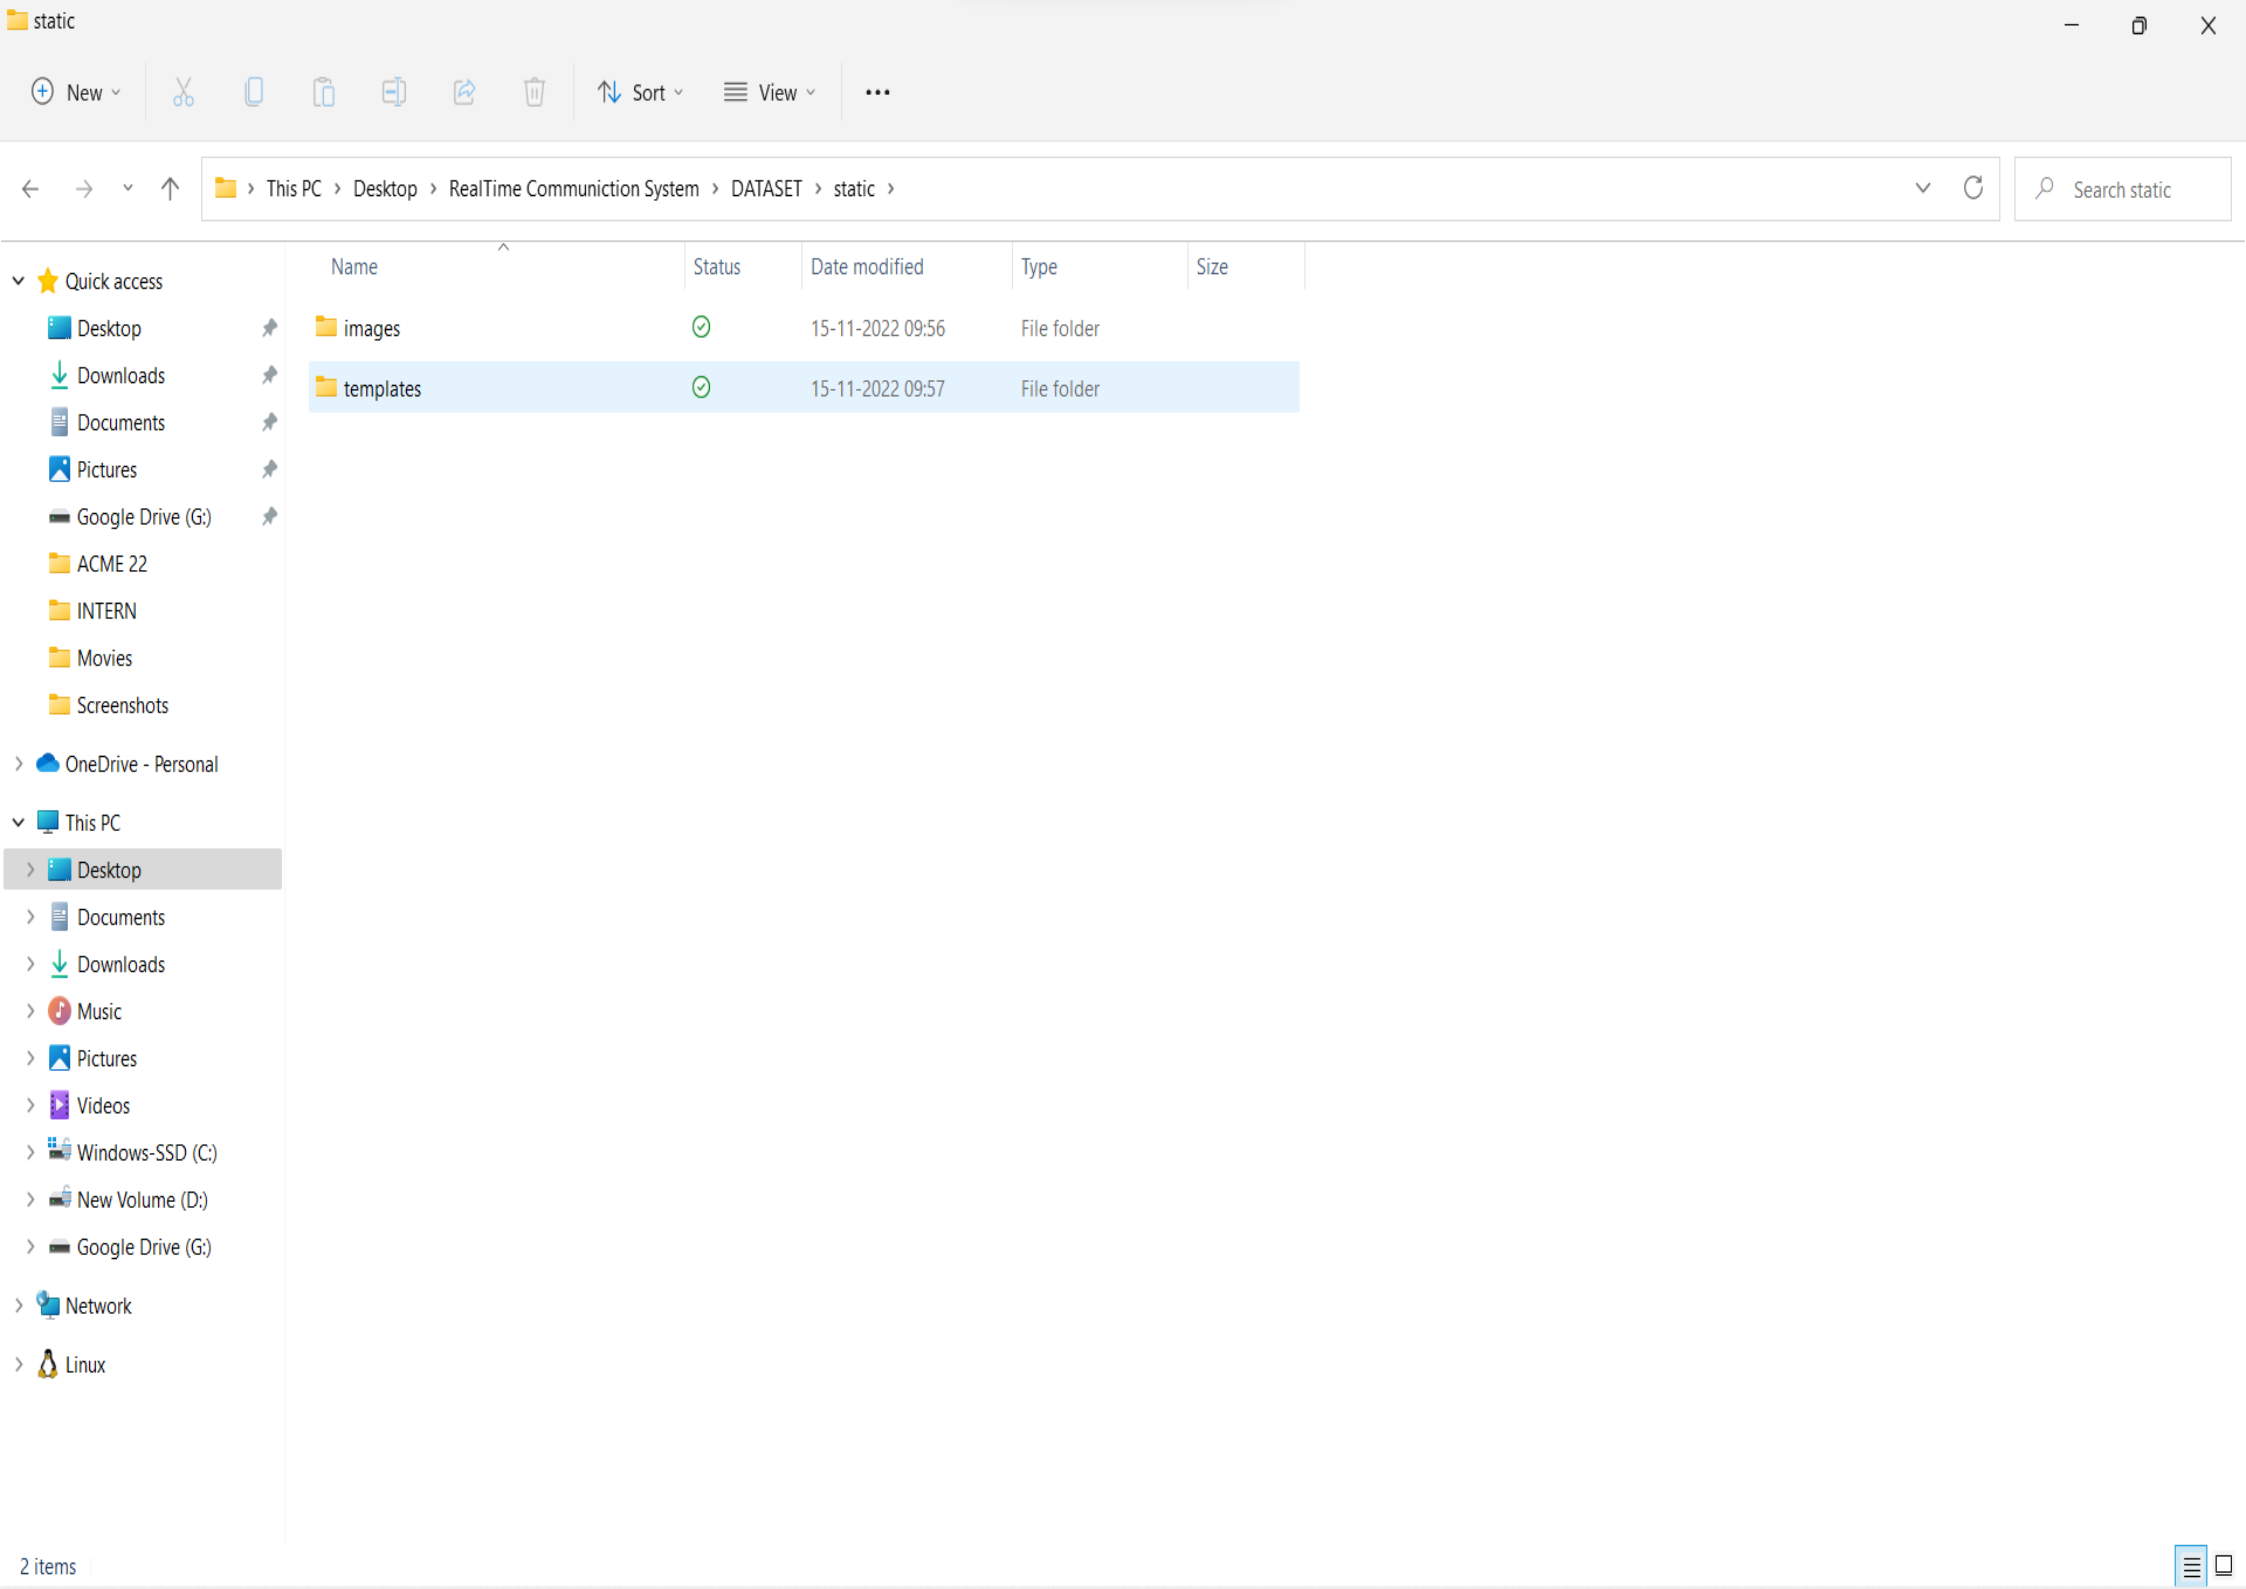 static
New
Sort
View
This PC > Desktop > RealTime Communiction System > DATASET > static >
Search static
Name Status Date modified Type Size
images 15-11-2022 09:56 File folder
templates 15-11-2022 09:57 File folder
Quick access
Desktop
Downloads
Documents
Pictures
Google Drive (G:)
ACME 22
INTERN
Movies
Screenshots
OneDrive - Personal
This PC
Desktop
Documents
Downloads
Music
Pictures
Videos
Windows-SSD (C:)
New Volume (D:)
Google Drive (G:)
Network
Linux
2 items